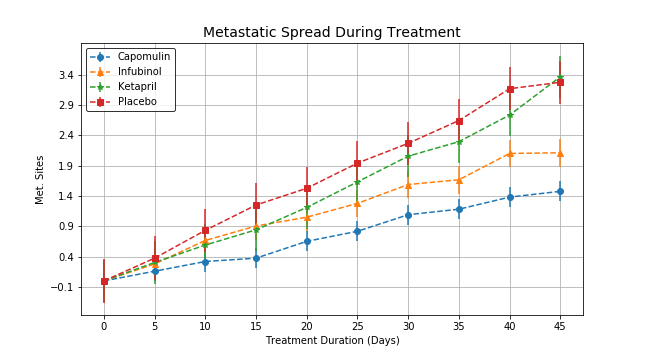 Metastatic Spread During Treatment
Capomulin
Infubinol
Ketapril
Placebo
Met. Sites
3.4
2.9
2.4
1.9
1.4
0.9
0.4
−0.1
0 5 10 15 20 25 30 35 40 45
Treatment Duration (Days)